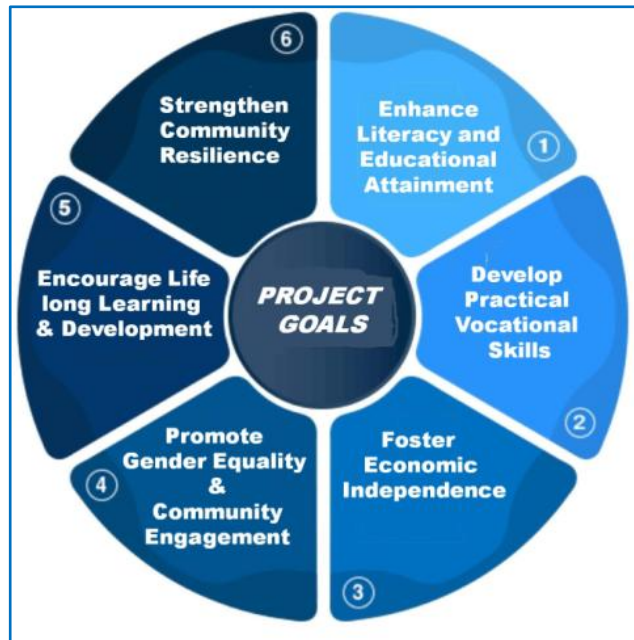 PROJECT
GOALS
1
Enhance
Literacy and
Educational
Attainment
2
Develop
Practical
Vocational
Skills
3
Foster
Economic
Independence
4
Promote
Gender Equality
&
Community
Engagement
5
Encourage Life
long Learning
& Development
6
Strengthen
Community
Resilience